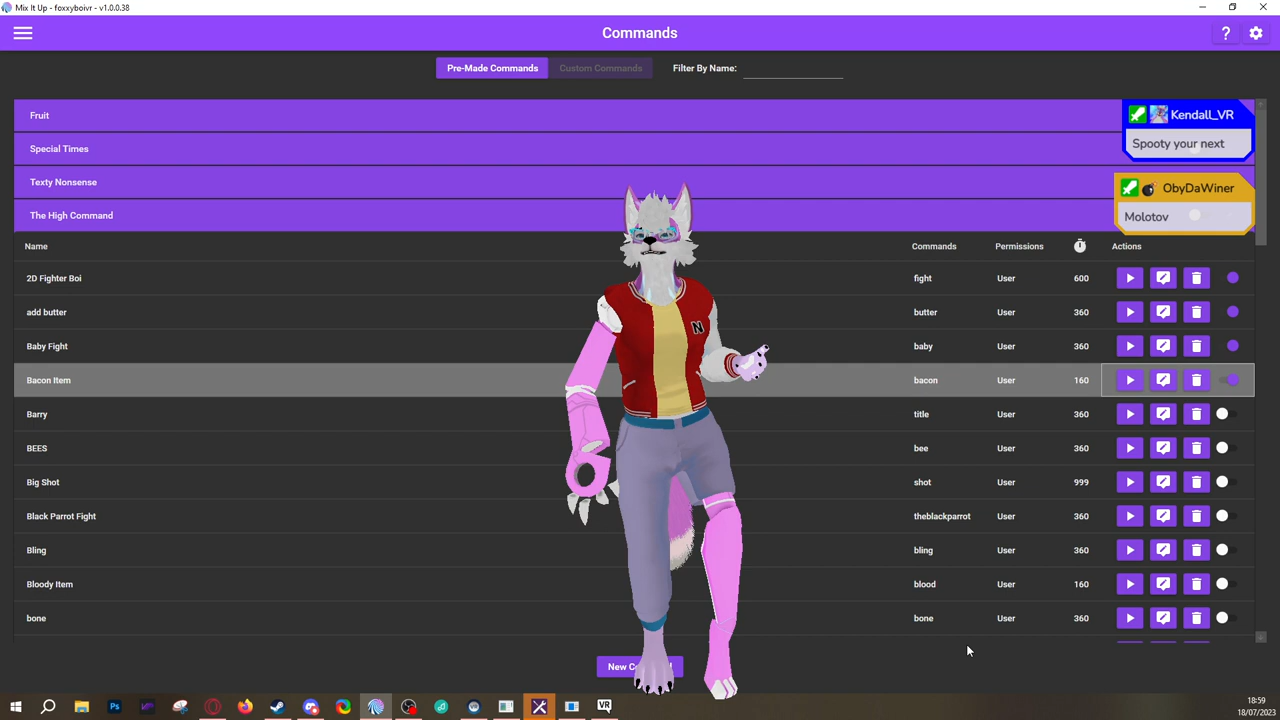 Mix It Up - foxxyboivr - v1.0.0.38
Commands
?
Pre-Made Commands
Custom Commands
Filter By Name:
Fruit
Special Times
Texty Nonsense
The High Command
Kendall_VR
Spooty your next
ObyDaWiner
Molotov
Name Commands Permissions Actions
2D Fighter Boi fight User 600
add butter butter User 360
Baby Fight baby User 360
Bacon Item bacon User 160
Barry title User 360
BEES bee User 360
Big Shot shot User 999
Black Parrot Fight theblackparrot User 360
Bling bling User 360
Bloody Item blood User 160
bone bone User 360
N
New Co
Ps
VR
18:59
18/07/2023